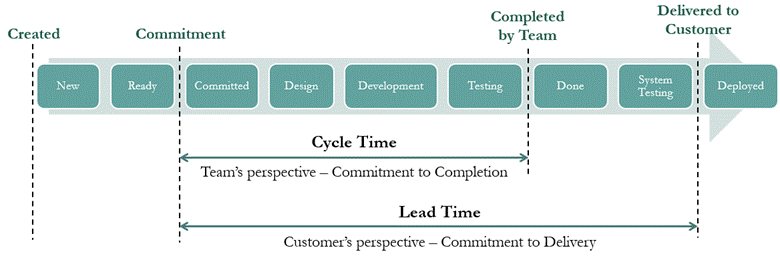 Created
Commitment
Completed
by Team
Delivered to
Customer
New
Ready
Committed
Design
Development
Testing
Done
System
Testing
Deployed
Cycle Time
Team's perspective – Commitment to Completion
Lead Time
Customer's perspective – Commitment to Delivery